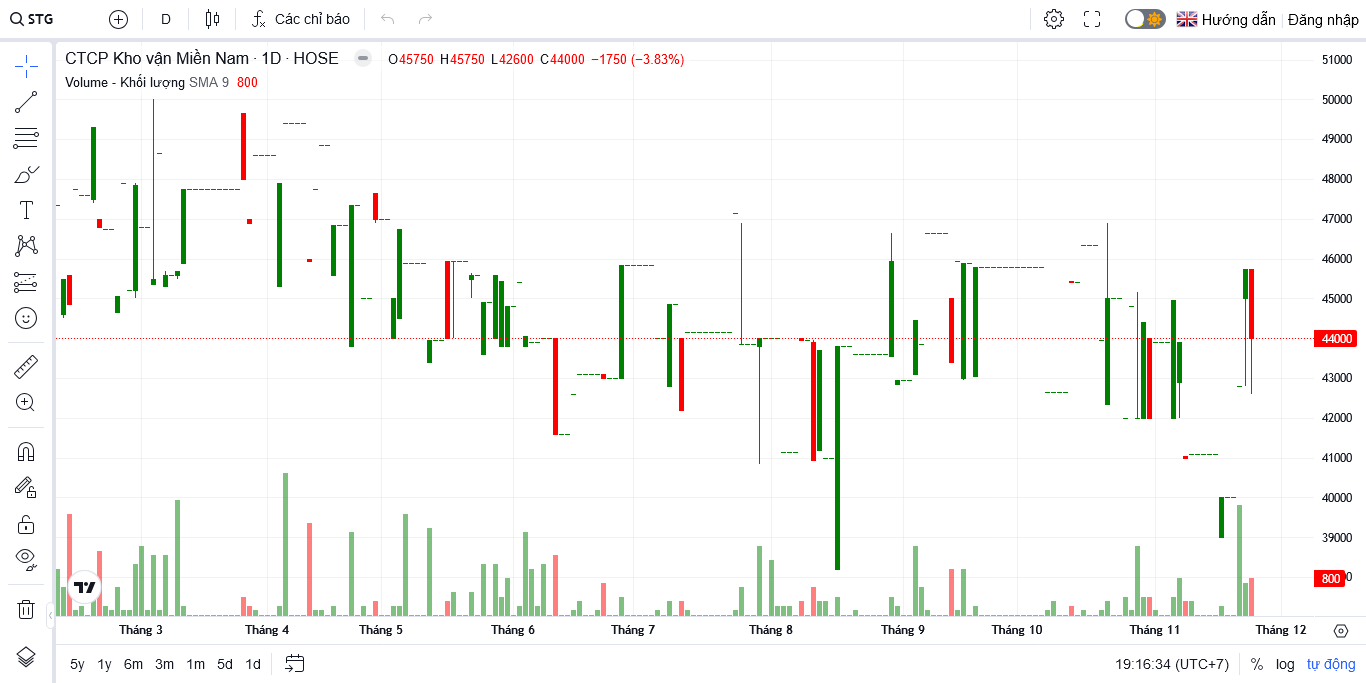 STG
D
Các chỉ báo
Hướng dẫn
Đăng nhập
CTCP Kho vận Miền Nam · 1D · HOSE
O45750 H45750 L42600 C44000 −1750 (−3.83%)
Volume - Khối lượng SMA 9 800
51000
50000
49000
48000
47000
46000
45000
44000
43000
42000
41000
40000
39000
800
Tháng 3 Tháng 4 Tháng 5 Tháng 6 Tháng 7 Tháng 8 Tháng 9 Tháng 10 Tháng 11 Tháng 12
5y 1y 6m 3m 1m 5d 1d
19:16:34 (UTC+7) % log tự động